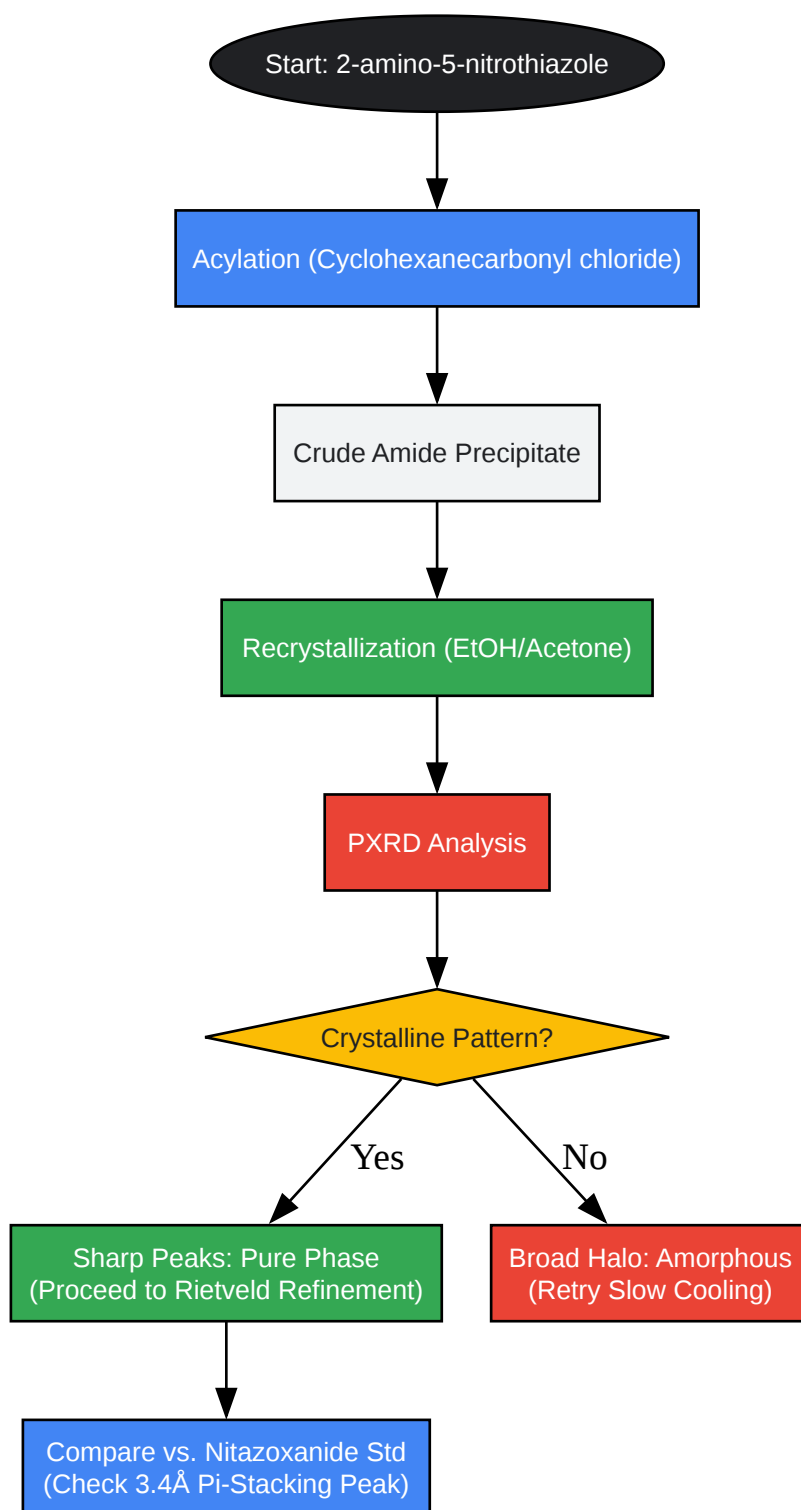 Start: 2-amino-5-nitrothiazole
Acylation (Cyclohexanecarbonyl chloride)
Crude Amide Precipitate
Recrystallization (EtOH/Acetone)
PXRD Analysis
Crystalline Pattern?
Yes
No
Sharp Peaks: Pure Phase
(Proceed to Rietveld Refinement)
Broad Halo: Amorphous
(Retry Slow Cooling)
Compare vs. Nitazoxanide Std
(Check 3.4Å Pi-Stacking Peak)